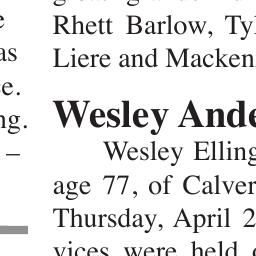 as
e.
ng.
–
Rhett Barlow, Tyl
Liere and Macken
Wesley Ande
Wesley Elling
age 77, of Calver
Thursday, April 2
vices were held